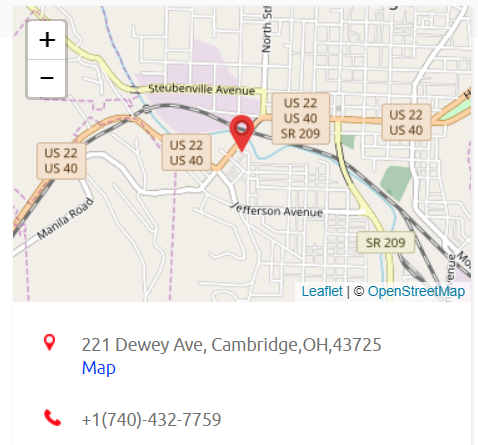 +
−
North St
Steubenville Avenue
US 22
US 40
SR 209
US 22
US 40
US 22
US 40
US 22
US 40
Jefferson Avenue
Manila Road
SR 209
Leaflet | © OpenStreetMap
221 Dewey Ave, Cambridge,OH,43725
Map
+1(740)-432-7759